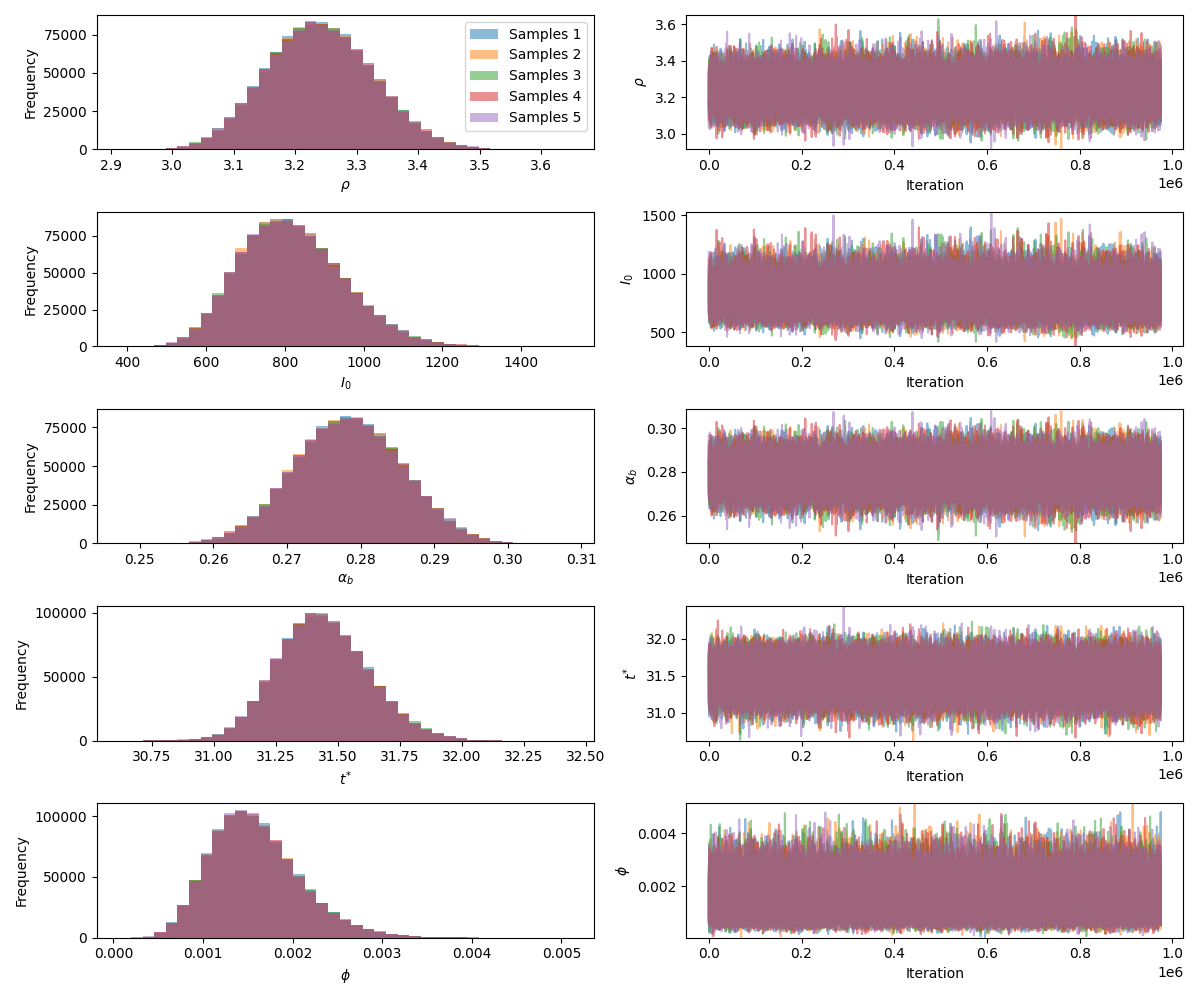 Frequency
75000
50000
25000
0
2.9 3.0 3.1 3.2 3.3 3.4 3.5 3.6
ρ
Samples 1
Samples 2
Samples 3
Samples 4
Samples 5
ρ
3.6
3.4
3.2
3.0
0.0 0.2 0.4 0.6 0.8 1.0
Iteration
1e6
Frequency
75000
50000
25000
0
400 600 800 1000 1200 1400
I₀
I₀
1500
1000
500
0.0 0.2 0.4 0.6 0.8 1.0
Iteration
1e6
Frequency
75000
50000
25000
0
0.25 0.26 0.27 0.28 0.29 0.30 0.31
α_b
α_b
0.30
0.28
0.26
0.0 0.2 0.4 0.6 0.8 1.0
Iteration
1e6
Frequency
100000
50000
0
30.75 31.00 31.25 31.50 31.75 32.00 32.25 32.50
t*
t*
32.0
31.5
31.0
0.0 0.2 0.4 0.6 0.8 1.0
Iteration
1e6
Frequency
100000
50000
0
0.000 0.001 0.002 0.003 0.004 0.005
ϕ
ϕ
0.004
0.002
0.0 0.2 0.4 0.6 0.8 1.0
Iteration
1e6